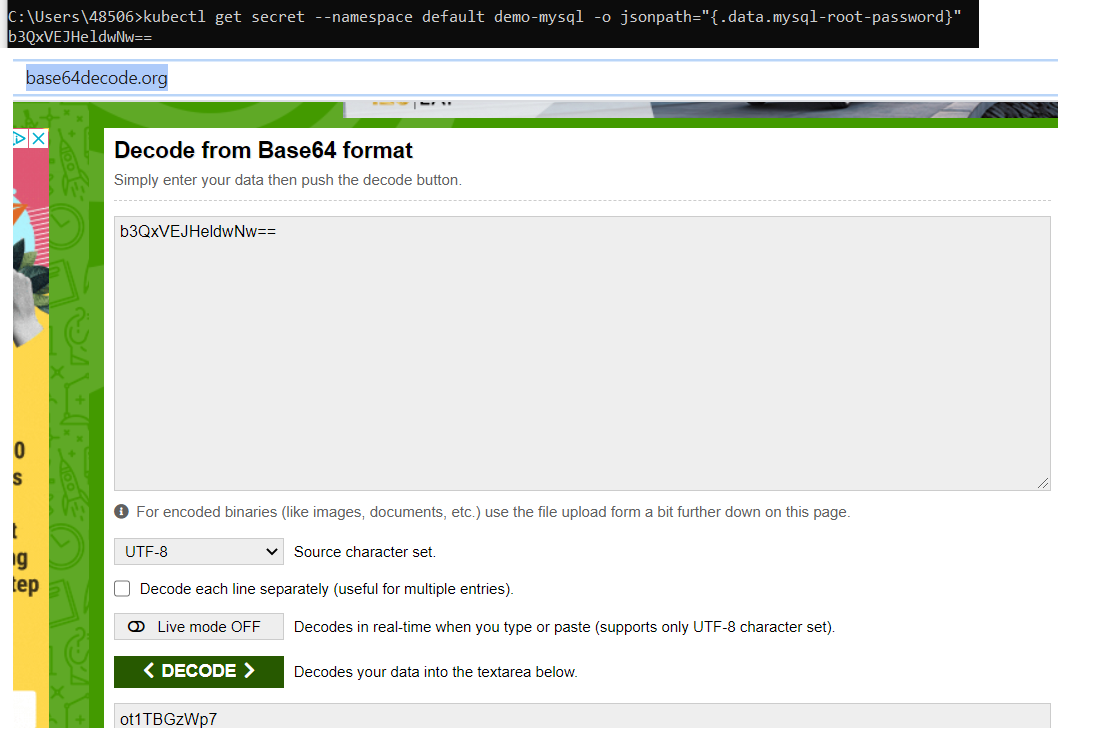 C:\Users\48506>kubectl get secret --namespace default demo-mysql -o jsonpath="{.data.mysql-root-password}"
b3QxVEJHeldwNw==
base64decode.org
Decode from Base64 format
Simply enter your data then push the decode button.
b3QxVEJHeldwNw==
For encoded binaries (like images, documents, etc.) use the file upload form a bit further down on this page.
UTF-8 Source character set.
Decode each line separately (useful for multiple entries).
Live mode OFF Decodes in real-time when you type or paste (supports only UTF-8 character set).
< DECODE > Decodes your data into the textarea below.
ot1TBGzWp7